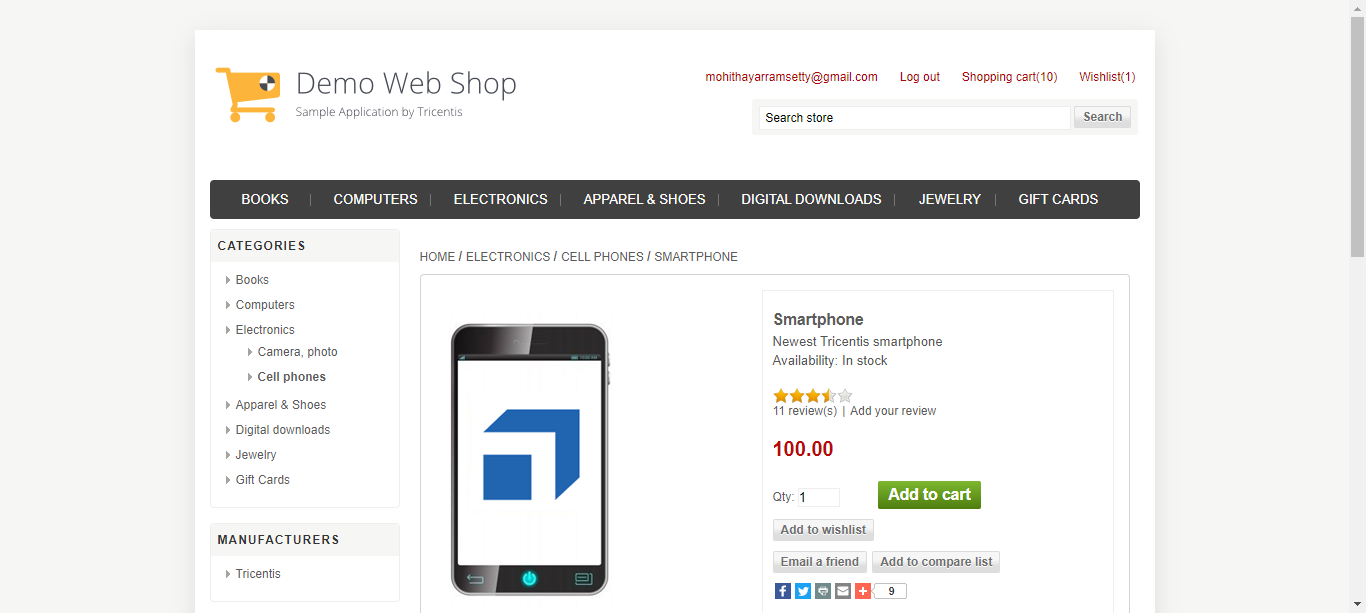 Demo Web Shop
Sample Application by Tricentis
mohithayarramsetty@gmail.com Log out Shopping cart(10) Wishlist(1)
Search store Search
BOOKS COMPUTERS ELECTRONICS APPAREL & SHOES DIGITAL DOWNLOADS JEWELRY GIFT CARDS
CATEGORIES
Books
Computers
Electronics
Camera, photo
Cell phones
Apparel & Shoes
Digital downloads
Jewelry
Gift Cards
MANUFACTURERS
Tricentis
HOME / ELECTRONICS / CELL PHONES / SMARTPHONE
Smartphone
Newest Tricentis smartphone
Availability: In stock
11 review(s) | Add your review
100.00
Qty: 1 Add to cart
Add to wishlist
Email a friend Add to compare list
9